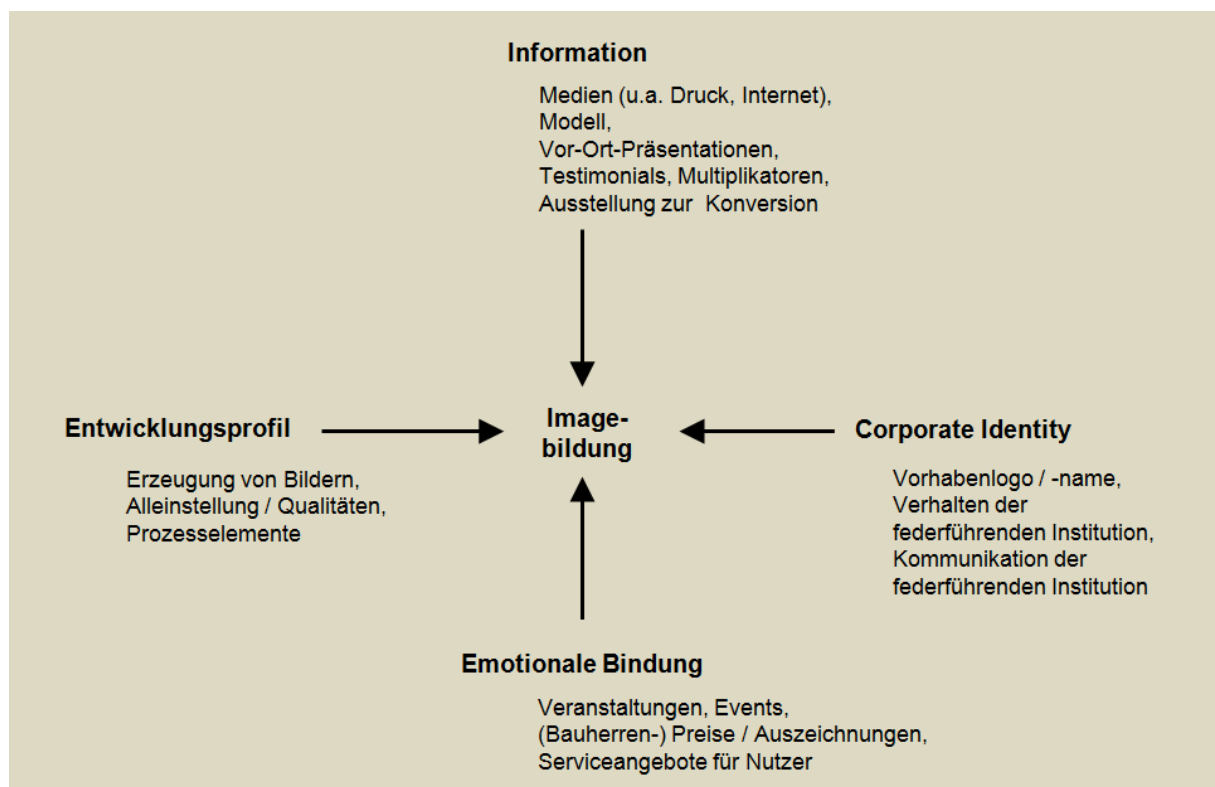 Information
Medien (u.a. Druck, Internet),
Modell,
Vor-Ort-Präsentationen,
Testimonials, Multiplikatoren,
Ausstellung zur  Konversion
Entwicklungsprofil
Erzeugung von Bildern,
Alleinstellung / Qualitäten,
Prozesselemente
Image-
bildung
Corporate Identity
Vorhabenlogo / -name,
Verhalten der
federführenden Institution,
Kommunikation der
federführenden Institution
Emotionale Bindung
Veranstaltungen, Events,
(Bauherren-) Preise / Auszeichnungen,
Serviceangebote für Nutzer